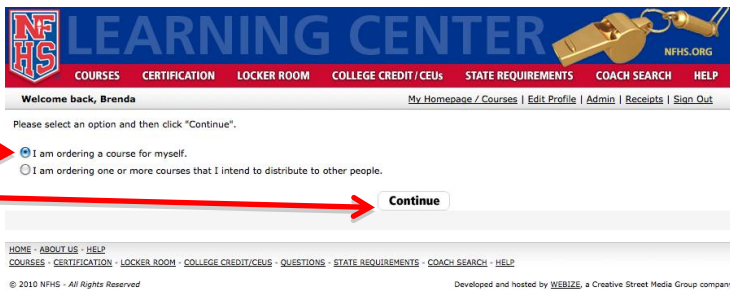 NF
HS
LEARNING CENTER
NFHS.ORG
COURSES CERTIFICATION LOCKER ROOM COLLEGE CREDIT/CEUs STATE REQUIREMENTS COACH SEARCH HELP
Welcome back, Brenda My Homepage / Courses | Edit Profile | Admin | Receipts | Sign Out
Please select an option and then click "Continue".
I am ordering a course for myself.
I am ordering one or more courses that I intend to distribute to other people.
Continue
HOME - ABOUT US - HELP
COURSES - CERTIFICATION - LOCKER ROOM - COLLEGE CREDIT/CEUS - QUESTIONS - STATE REQUIREMENTS - COACH SEARCH - HELP
© 2010 NFHS - All Rights Reserved Developed and hosted by WEBIZE, a Creative Street Media Group company